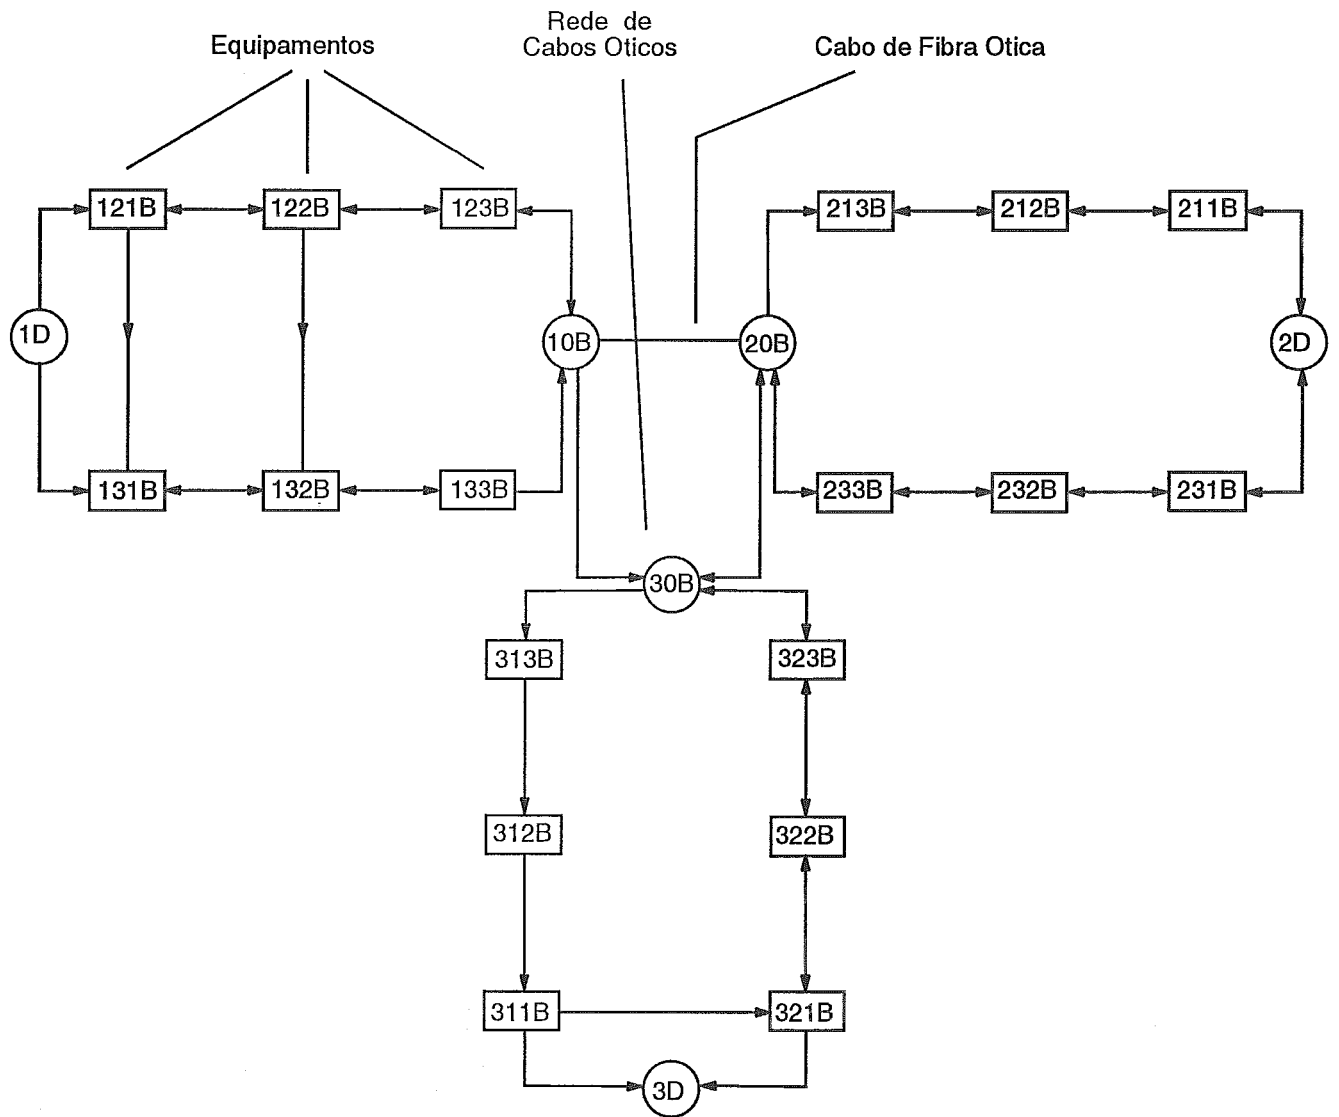 Equipamentos
Rede de
Cabos Oticos
Cabo de Fibra Otica
121B
122B
123B
213B
212B
211B
1D
10B
20B
2D
131B
132B
133B
233B
232B
231B
30B
313B
323B
312B
322B
311B
321B
3D